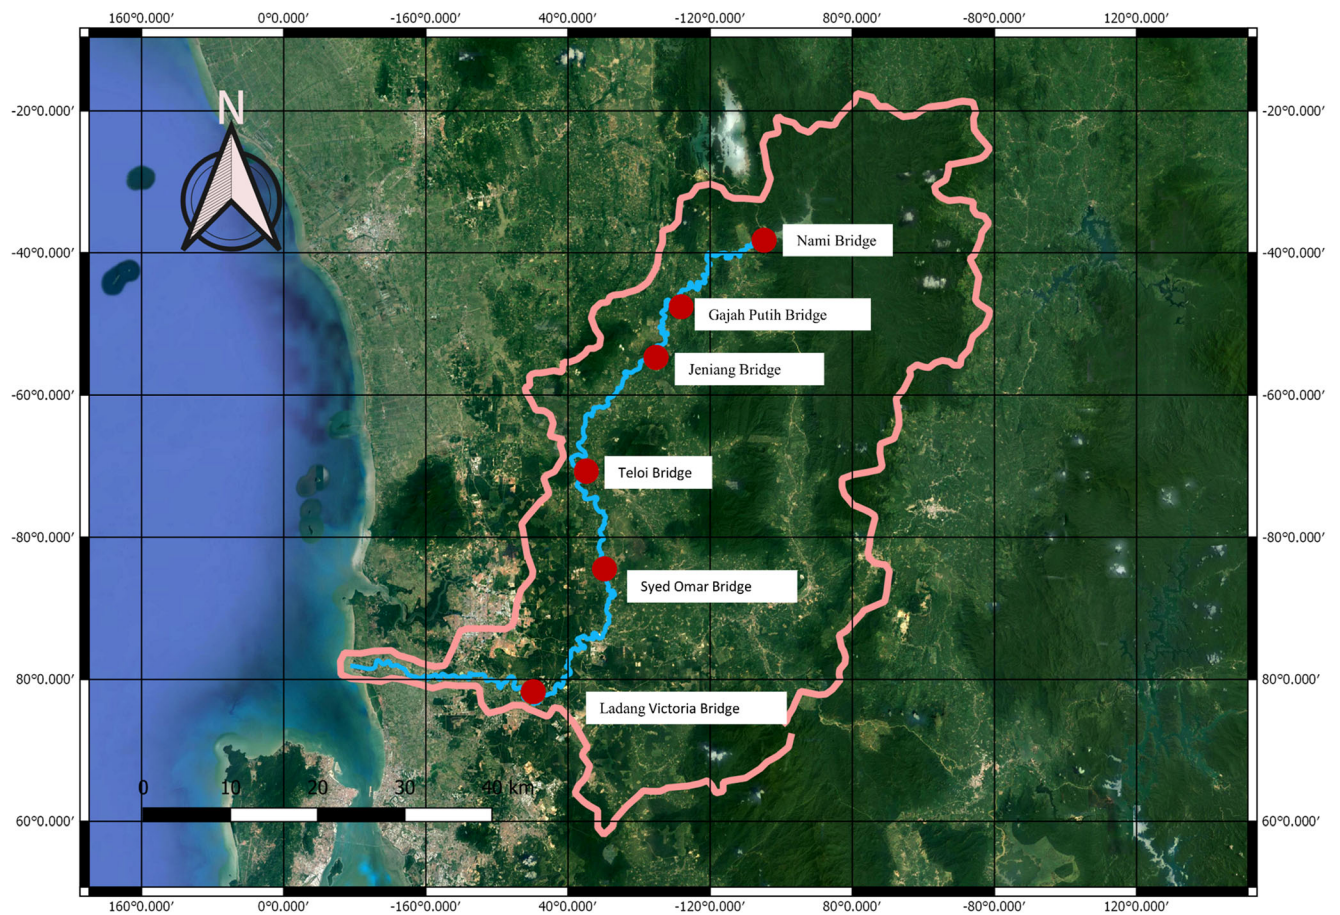 160°0.000′ 0°0.000′ -160°0.000′ 40°0.000′ -120°0.000′ 80°0.000′ -80°0.000′ 120°0.000′
N
-20°0.000′ -20°0.000′
Nami Bridge
-40°0.000′ -40°0.000′
Gajah Putih Bridge
Jeniang Bridge
-60°0.000′ -60°0.000′
Teloi Bridge
-80°0.000′ -80°0.000′
Syed Omar Bridge
80°0.000′ 80°0.000′
Ladang Victoria Bridge
0 10 20 30 40 km
60°0.000′ 60°0.000′
160°0.000′ 0°0.000′ -160°0.000′ 40°0.000′ -120°0.000′ 80°0.000′ -80°0.000′ 120°0.000′